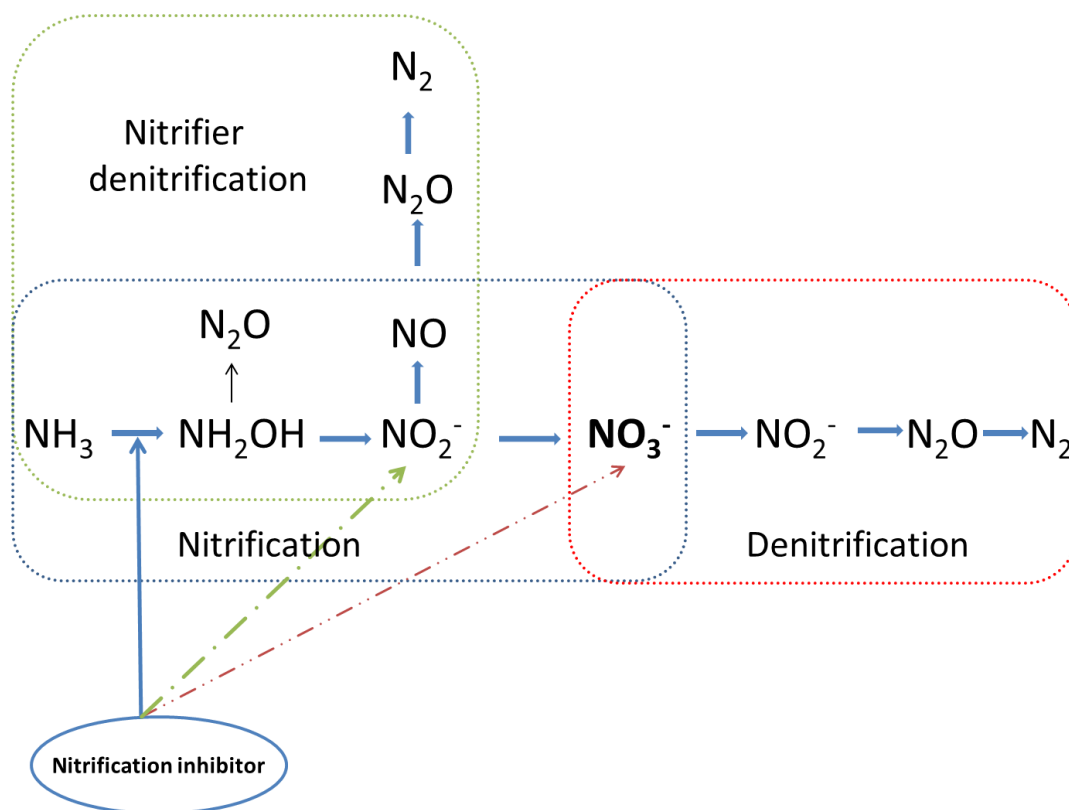 N₂
Nitrifier
denitrification
N₂O
N₂O
NO
NH₃
NH₂OH
NO₂⁻
NO₃⁻
NO₂⁻
N₂O
N₂
Nitrification
Denitrification
Nitrification inhibitor